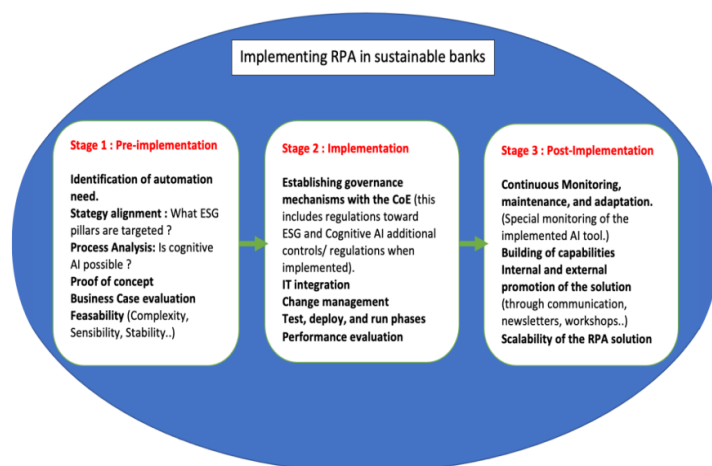 Implementing RPA in sustainable banks
Stage 1 : Pre-implementation
Identification of automation
need.
Stategy alignment : What ESG
pillars are targeted ?
Process Analysis: Is cognitive
AI possible ?
Proof of concept
Business Case evaluation
Feasability (Complexity,
Sensibility, Stability..)
Stage 2 : Implementation
Establishing governance
mechanisms with the CoE (this
includes regulations toward
ESG and Cognitive AI additional
controls/ regulations when
implemented).
IT integration
Change management
Test, deploy, and run phases
Performance evaluation
Stage 3 : Post-Implementation
Continuous Monitoring,
maintenance, and adaptation.
(Special monitoring of the
implemented AI tool.)
Building of capabilities
Internal and external
promotion of the solution
(through communication,
newsletters, workshops..)
Scalability of the RPA solution